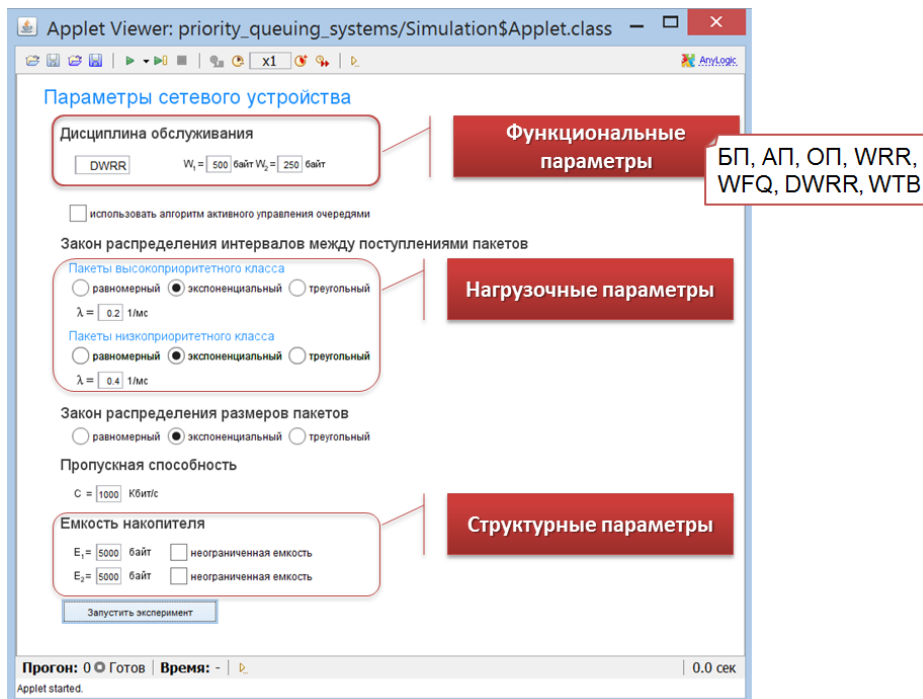 Applet Viewer: priority_queuing_systems/Simulation$Applet.class
x1
AnyLogic
Параметры сетевого устройства
Дисциплина обслуживания
DWRR W₁ = 500 байт W₂ = 250 байт
Функциональные
параметры
БП, АП, ОП, WRR,
WFQ, DWRR, WTB
использовать алгоритм активного управления очередями
Закон распределения интервалов между поступлениями пакетов
Пакеты высокоприоритетного класса
равномерный экспоненциальный треугольный
λ = 0.2 1/мс
Нагрузочные параметры
Пакеты низкоприоритетного класса
равномерный экспоненциальный треугольный
λ = 0.4 1/мс
Закон распределения размеров пакетов
равномерный экспоненциальный треугольный
Пропускная способность
C = 1000 Кбит/с
Емкость накопителя
E₁= 5000 байт неограниченная емкость
E₂= 5000 байт неограниченная емкость
Структурные параметры
Запустить эксперимент
Прогон: 0 Готов Время: - 0.0 сек
Applet started.